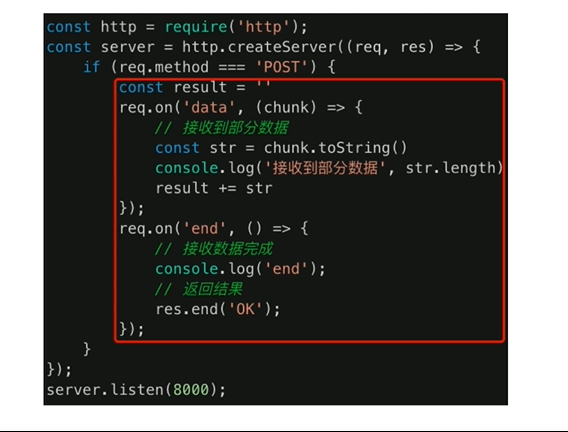 const http = require('http');
const server = http.createServer((req, res) => {
    if (req.method === 'POST') {
        const result = ''
        req.on('data', (chunk) => {
            // 接收到部分数据
            const str = chunk.toString()
            console.log('接收到部分数据', str.length)
            result += str
        });
        req.on('end', () => {
            // 接收数据完成
            console.log('end');
            // 返回结果
            res.end('OK');
        });
    }
});
server.listen(8000);